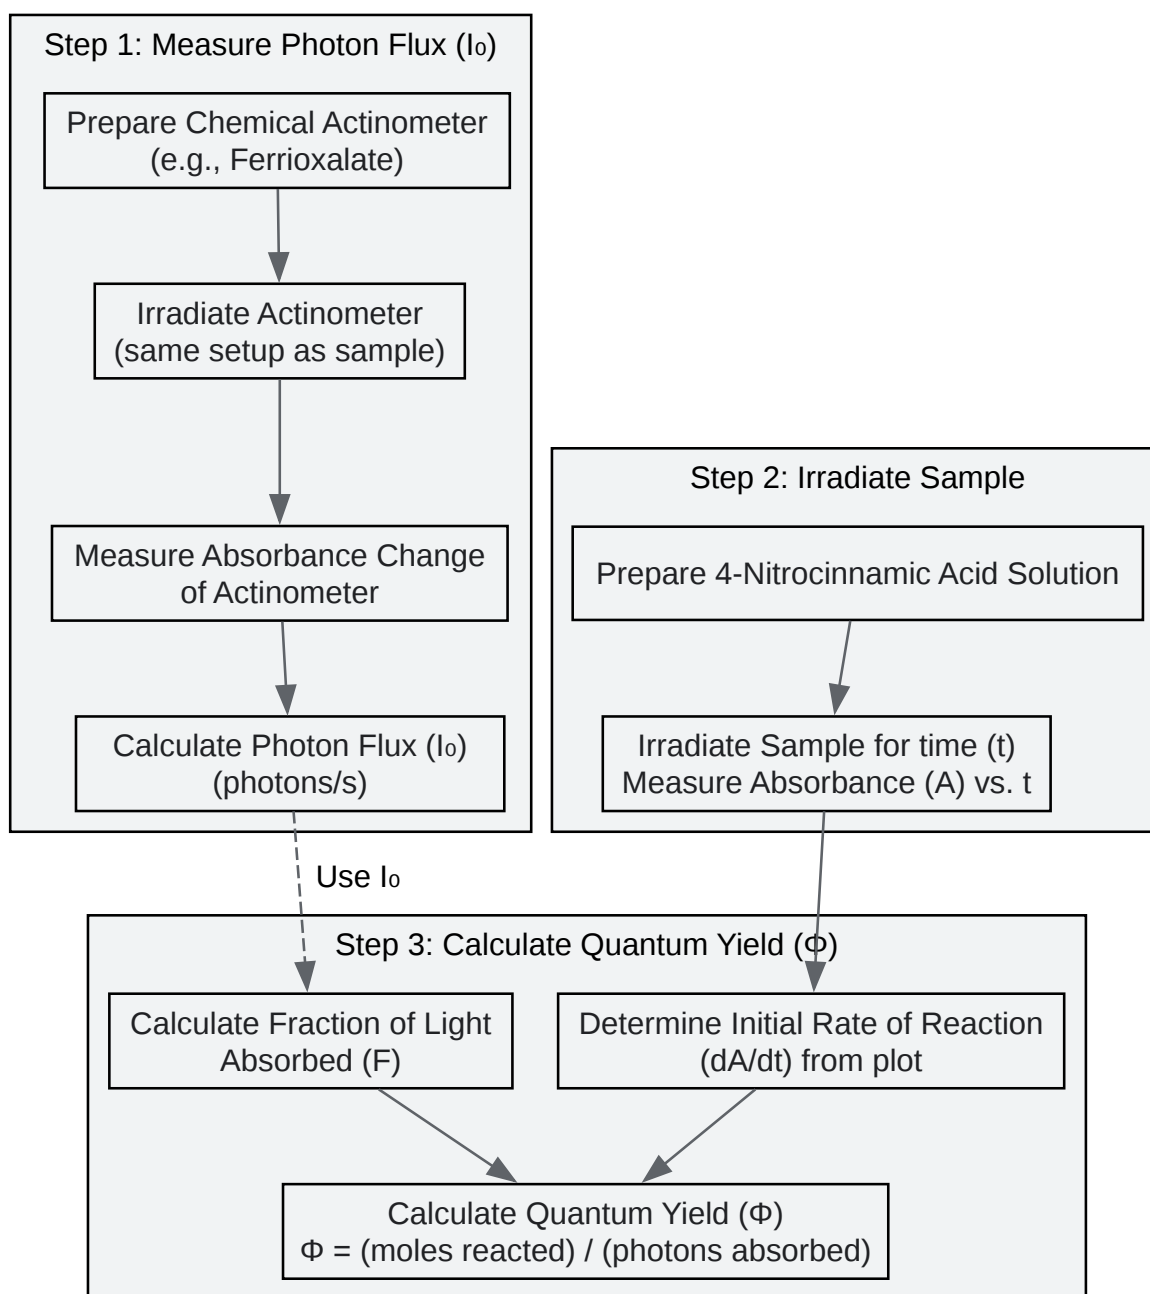 Step 1: Measure Photon Flux (I₀)
Prepare Chemical Actinometer
(e.g., Ferrioxalate)
Irradiate Actinometer
(same setup as sample)
Measure Absorbance Change
of Actinometer
Calculate Photon Flux (I₀)
(photons/s)
Step 2: Irradiate Sample
Prepare 4-Nitrocinnamic Acid Solution
Irradiate Sample for time (t)
Measure Absorbance (A) vs. t
Use I₀
Step 3: Calculate Quantum Yield (Φ)
Calculate Fraction of Light
Absorbed (F)
Determine Initial Rate of Reaction
(dA/dt) from plot
Calculate Quantum Yield (Φ)
Φ = (moles reacted) / (photons absorbed)